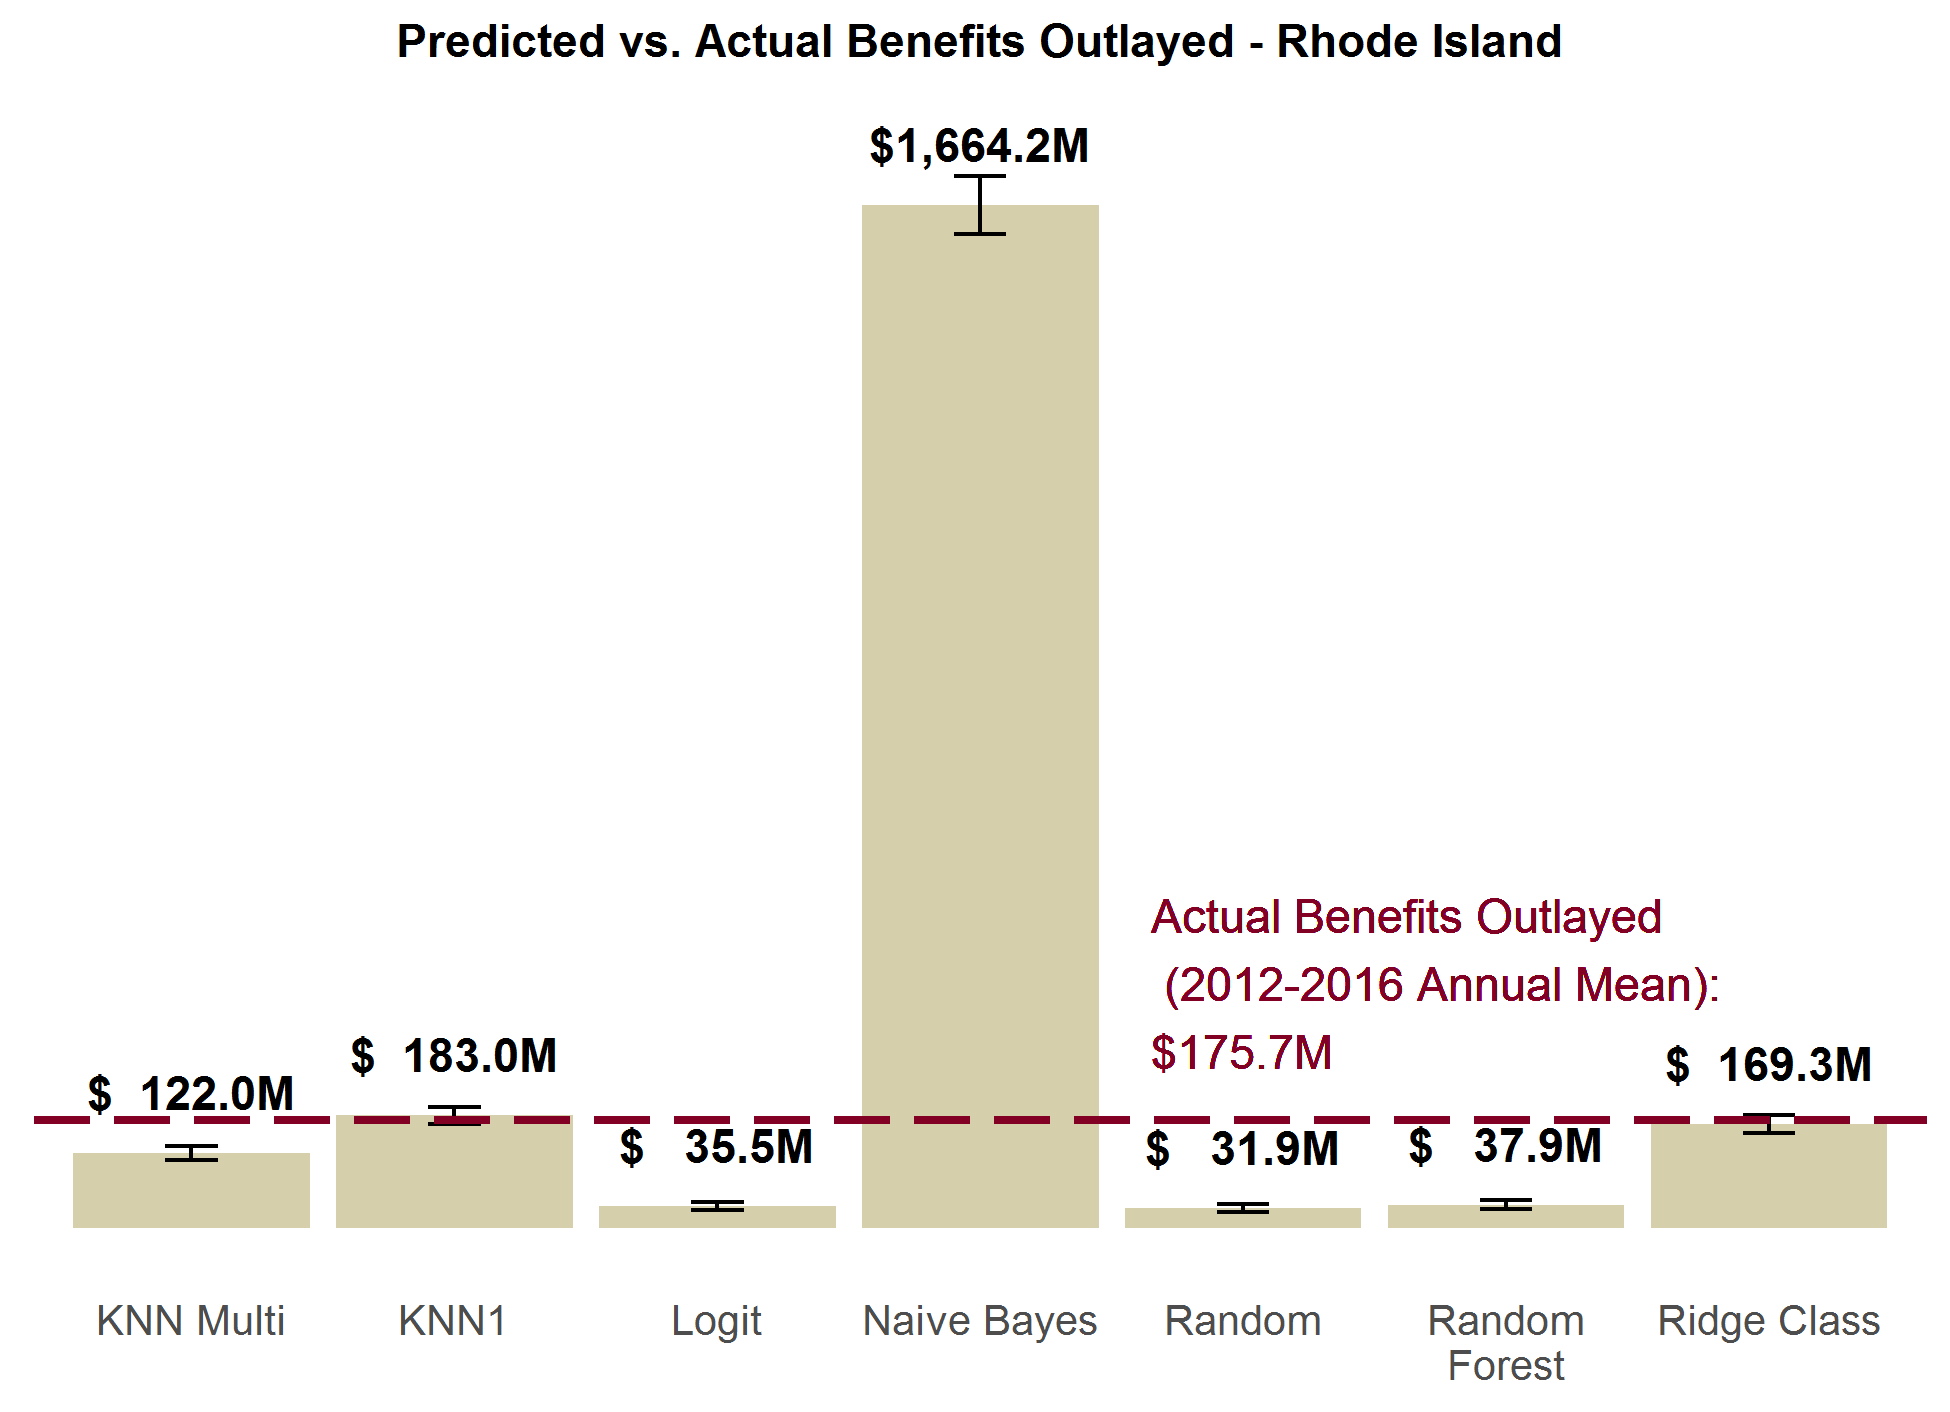 Predicted vs. Actual Benefits Outlayed - Rhode Island
$1,664.2M
Actual Benefits Outlayed
(2012-2016 Annual Mean):
$175.7M
$ 122.0M
$ 183.0M
$ 35.5M
$ 31.9M
$ 37.9M
$ 169.3M
KNN Multi
KNN1
Logit
Naive Bayes
Random
Random
Forest
Ridge Class